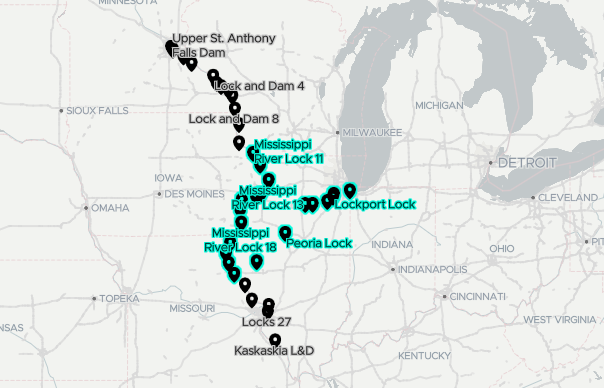 MINNESOTA
Upper St. Anthony
Falls Dam
Lock and Dam 4
SIOUX FALLS
Lock and Dam 8
MICHIGAN
MILWAUKEE
Mississippi
River Lock 11
DETROIT
IOWA
DES MOINES
Mississippi
River Lock 13
Lockport Lock
CLEVELAND
OMAHA
Mississippi
River Lock 18
Peoria Lock
INDIANA
OHIO
PIT
INDIANAPOLIS
TOPEKA
MISSOURI
CINCINNATI
Locks 27
WEST VIRGINIA
NSAS
Kaskaskia L&D
KENTUCKY